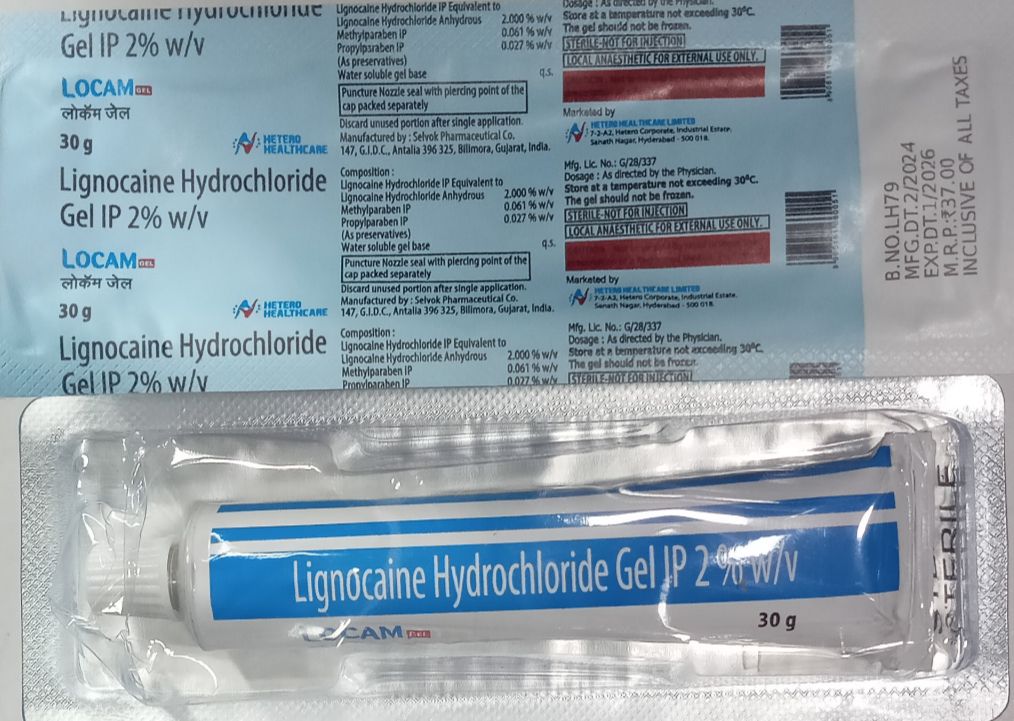 Lignocaine Hydrochloride
Gel IP 2% w/v
LOCAM GEL
लोकॅम जेल
30 g
HETERO
HEALTHCARE
Lignocaine Hydrochloride IP Equivalent to
Lignocaine Hydrochloride Anhydrous 2.000 % w/v
Methylparaben IP 0.061 % w/v
Propylparaben IP 0.027 % w/v
(As preservatives)
Water soluble gel base q.s.
Puncture Nozzle seal with piercing point of the
cap packed separately
Discard unused portion after single application.
Manufactured by : Selvok Pharmaceutical Co.
147, G.I.D.C., Antalia 396 325, Bilimora, Gujarat, India.
Dosage : As directed by the Physician.
Store at a temperature not exceeding 30°C.
The gel should not be frozen.
STERILE-NOT FOR INJECTION
LOCAL ANAESTHETIC FOR EXTERNAL USE ONLY.
Marketed by
HETERO HEALTHCARE LIMITED
7-2-A2, Hetero Corporate, Industrial Estate,
Sanath Nagar, Hyderabad - 500 018.
Lignocaine Hydrochloride
Gel IP 2% w/v
LOCAM GEL
लोकॅम जेल
30 g
HETERO
HEALTHCARE
Composition :
Lignocaine Hydrochloride IP Equivalent to
Lignocaine Hydrochloride Anhydrous 2.000 % w/v
Methylparaben IP 0.061 % w/v
Propylparaben IP 0.027 % w/v
(As preservatives)
Water soluble gel base q.s.
Puncture Nozzle seal with piercing point of the
cap packed separately
Discard unused portion after single application.
Manufactured by : Selvok Pharmaceutical Co.
147, G.I.D.C., Antalia 396 325, Bilimora, Gujarat, India.
Mfg. Lic. No.: G/28/337
Dosage : As directed by the Physician.
Store at a temperature not exceeding 30°C.
The gel should not be frozen.
STERILE-NOT FOR INJECTION
LOCAL ANAESTHETIC FOR EXTERNAL USE ONLY.
Marketed by
HETERO HEALTHCARE LIMITED
7-2-A2, Hetero Corporate, Industrial Estate,
Sanath Nagar, Hyderabad - 500 018.
Lignocaine Hydrochloride
Gel IP 2% w/v
Composition :
Lignocaine Hydrochloride IP Equivalent to
Lignocaine Hydrochloride Anhydrous 2.000 % w/v
Methylparaben IP 0.061 % w/v
Propylparaben IP 0.027 % w/v
Mfg. Lic. No.: G/28/337
Dosage : As directed by the Physician.
Store at a temperature not exceeding 30°C.
The gel should not be frozen.
STERILE-NOT FOR INJECTION
B.NO.LH79
MFG.DT.2/2024
EXP.DT.1/2026
M.R.P.:₹37.00
INCLUSIVE OF ALL TAXES
Lignocaine Hydrochloride Gel IP 2 % w/v
LOCAM GEL
30 g
STERILE